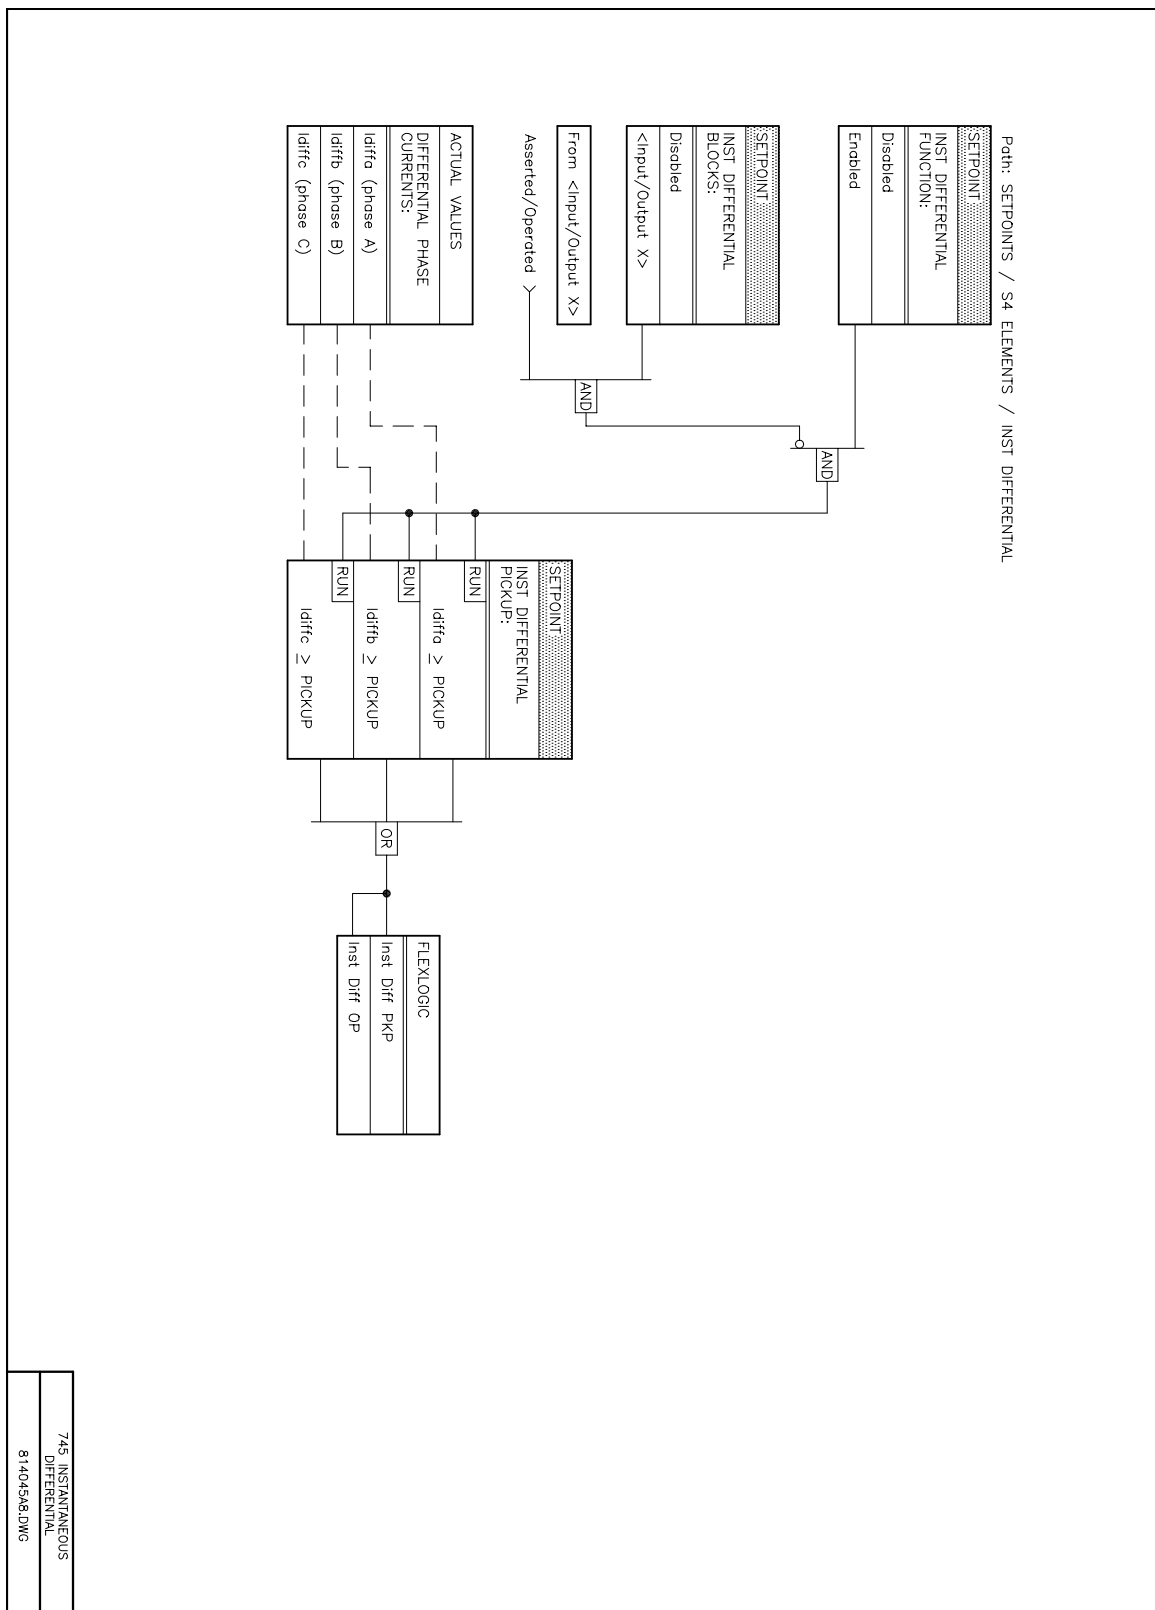 Path: SETPOINTS / S4 ELEMENTS / INST DIFFERENTIAL
SETPOINT
INST DIFFERENTIAL
FUNCTION:
Disabled
Enabled
SETPOINT
INST DIFFERENTIAL
BLOCKS:
Disabled
<Input/Output X>
From <Input/Output X>
Asserted/Operated
ACTUAL VALUES
DIFFERENTIAL PHASE
CURRENTS:
Idiffa (phase A)
Idiffb (phase B)
Idiffc (phase C)
AND
AND
SETPOINT
INST DIFFERENTIAL
PICKUP:
RUN
Idiffa ≥ PICKUP
RUN
Idiffb ≥ PICKUP
RUN
Idiffc ≥ PICKUP
OR
FLEXLOGIC
Inst Diff PKP
Inst Diff OP
745 INSTANTANEOUS
DIFFERENTIAL
814045A8.DWG